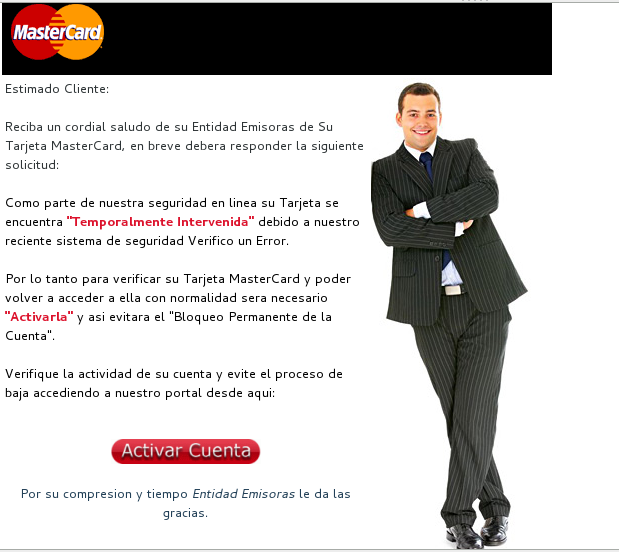 MasterCard
Estimado Cliente:
Reciba un cordial saludo de su Entidad Emisoras de Su
Tarjeta MasterCard, en breve debera responder la siguiente
solicitud:
Como parte de nuestra seguridad en linea su Tarjeta se
encuentra "Temporalmente Intervenida" debido a nuestro
reciente sistema de seguridad Verifico un Error.
Por lo tanto para verificar su Tarjeta MasterCard y poder
volver a acceder a ella con normalidad sera necesario
"Activarla" y asi evitara el "Bloqueo Permanente de la
Cuenta".
Verifique la actividad de su cuenta y evite el proceso de
baja accediendo a nuestro portal desde aqui:
Activar Cuenta
Por su compresion y tiempo Entidad Emisoras le da las
gracias.